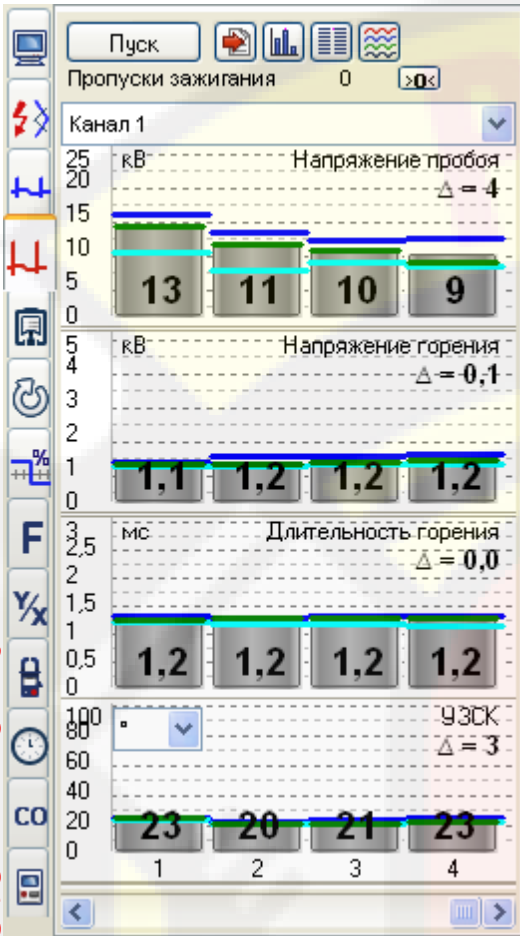 Пуск
Пропуски зажигания 0 >0<
Канал 1
25 кВ Напряжение пробоя
20 Δ = 4
15
10
5
0
13 11 10 9
5 кВ Напряжение горения
4 Δ = 0,1
3
2
1
0
1,1 1,2 1,2 1,2
3 мс Длительность горения
2,5 Δ = 0,0
2
1,5
1
0,5
0
1,2 1,2 1,2 1,2
100 ° УЗСК
80 Δ = 3
60
40
20
0
23 20 21 23
1 2 3 4
%
F
Y/X
CO